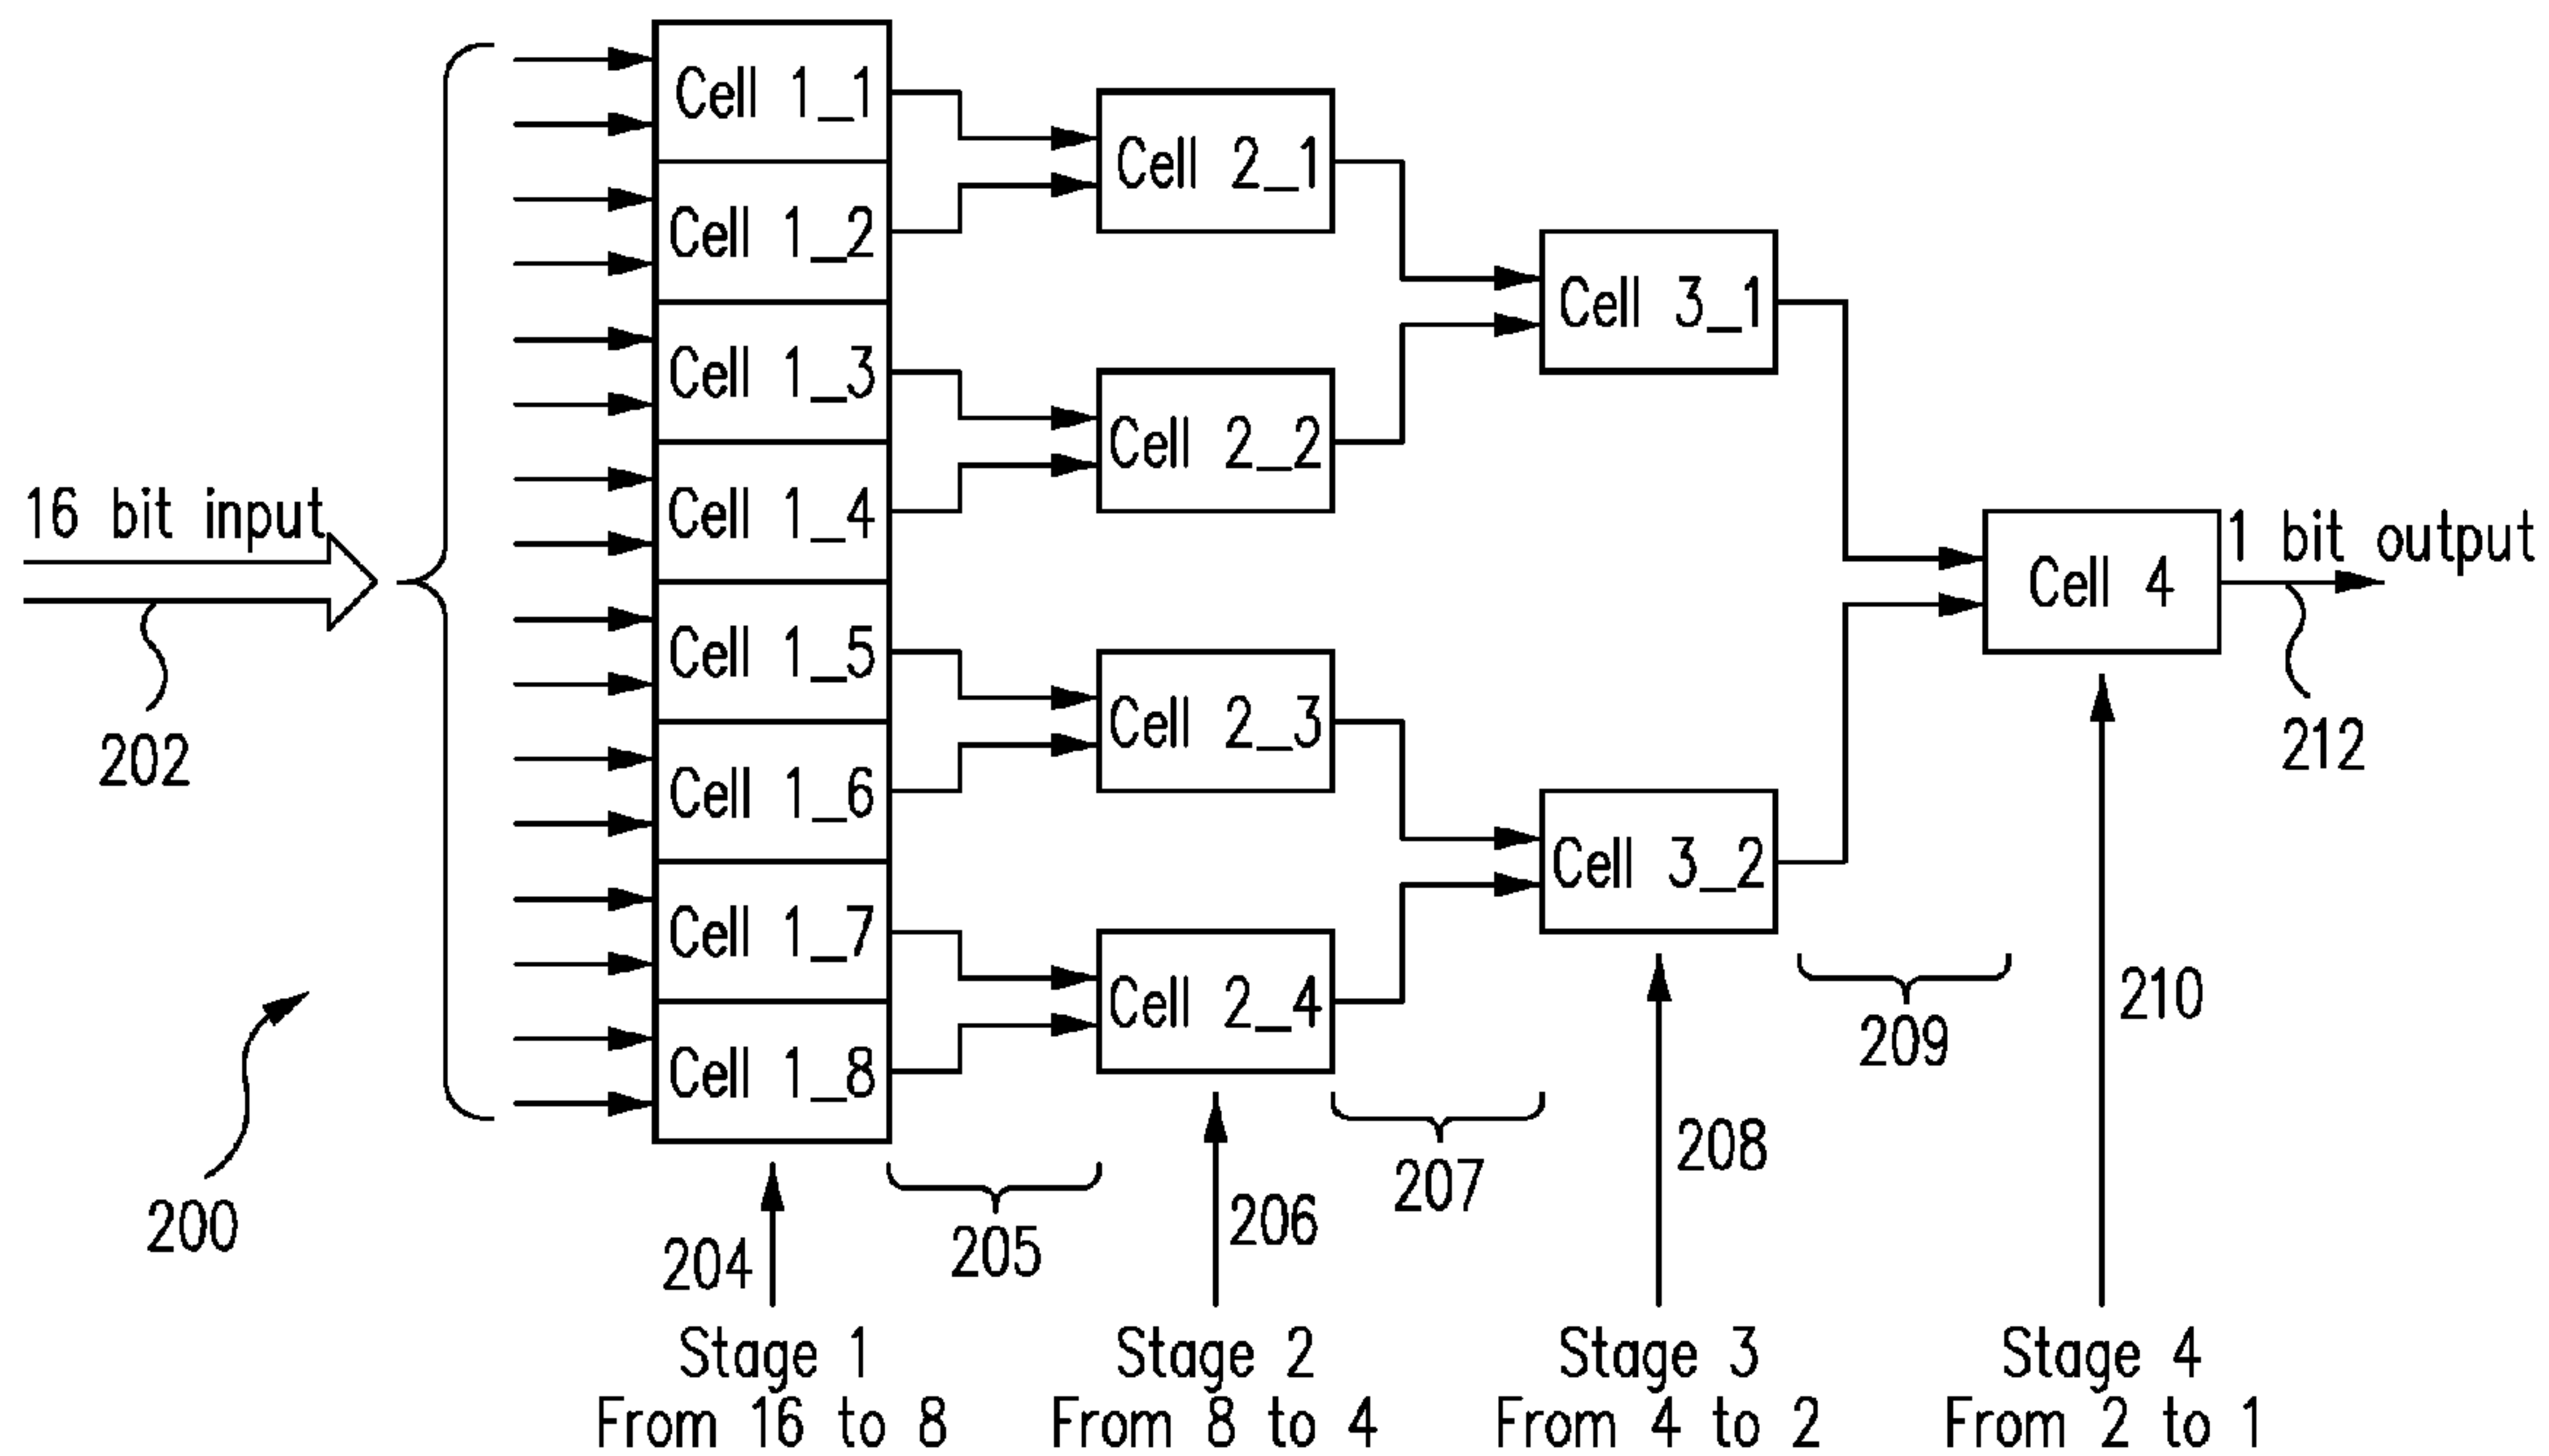 Cell 1_1
Cell 1_2
Cell 1_3
Cell 1_4
Cell 1_5
Cell 1_6
Cell 1_7
Cell 1_8
Cell 2_1
Cell 2_2
Cell 2_3
Cell 2_4
Cell 3_1
Cell 3_2
Cell 4
16 bit input
1 bit output
202
200
204
205
206
207
208
209
210
212
Stage 1
From 16 to 8
Stage 2
From 8 to 4
Stage 3
From 4 to 2
Stage 4
From 2 to 1